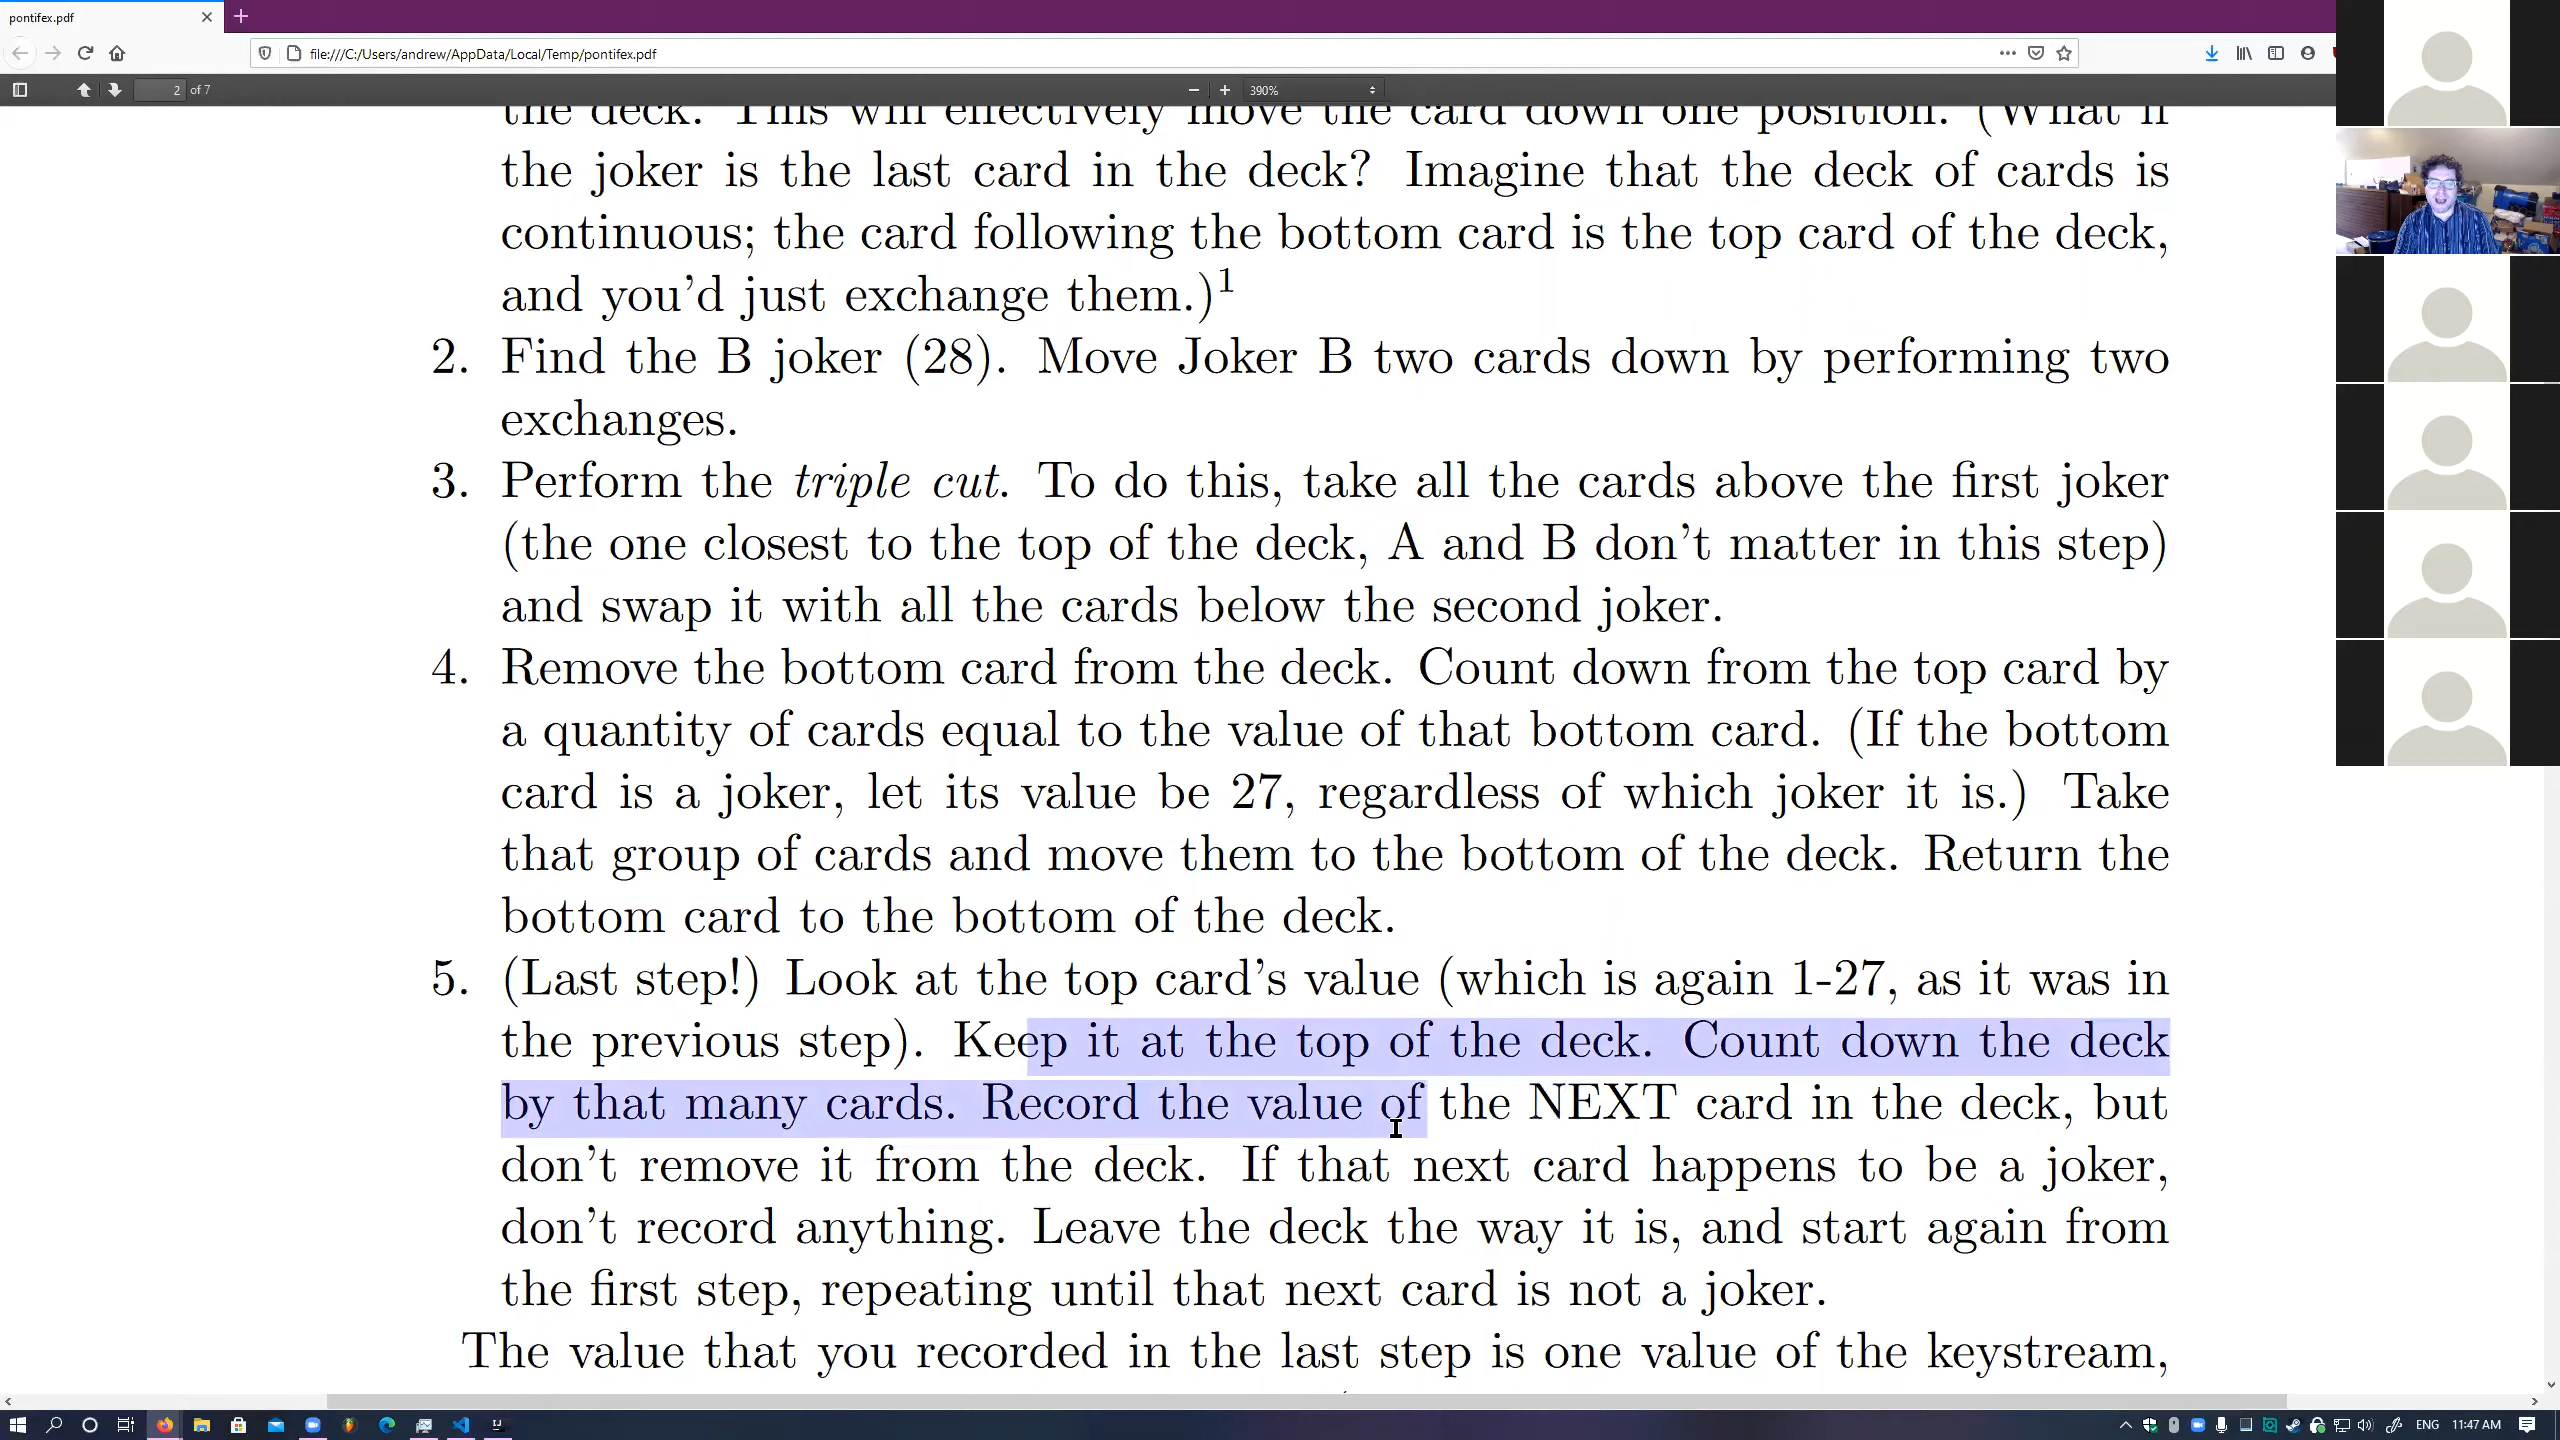 pontifex.pdf
file:///C:/Users/andrew/AppData/Local/Temp/pontifex.pdf
2 of 7
390%
the deck. This will effectively move the card down one position. (What if
the joker is the last card in the deck? Imagine that the deck of cards is
continuous; the card following the bottom card is the top card of the deck,
and you'd just exchange them.)1
2. Find the B joker (28). Move Joker B two cards down by performing two
exchanges.
3. Perform the triple cut. To do this, take all the cards above the first joker
(the one closest to the top of the deck, A and B don't matter in this step)
and swap it with all the cards below the second joker.
4. Remove the bottom card from the deck. Count down from the top card by
a quantity of cards equal to the value of that bottom card. (If the bottom
card is a joker, let its value be 27, regardless of which joker it is.) Take
that group of cards and move them to the bottom of the deck. Return the
bottom card to the bottom of the deck.
5. (Last step!) Look at the top card's value (which is again 1-27, as it was in
the previous step). Keep it at the top of the deck. Count down the deck
by that many cards. Record the value of the NEXT card in the deck, but
don't remove it from the deck. If that next card happens to be a joker,
don't record anything. Leave the deck the way it is, and start again from
the first step, repeating until that next card is not a joker.
The value that you recorded in the last step is one value of the keystream,
ENG 11:47 AM